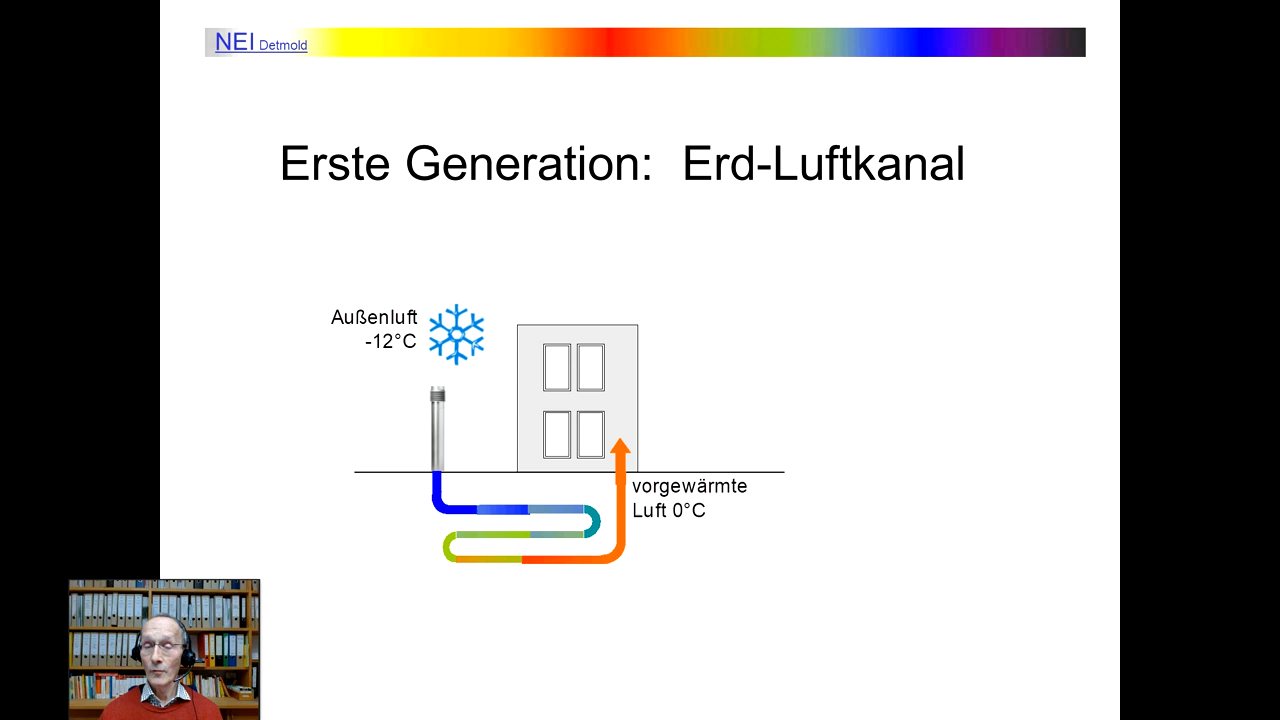 NEI Detmold
Erste Generation:  Erd-Luftkanal
Außenluft
-12°C
vorgewärmte
Luft 0°C